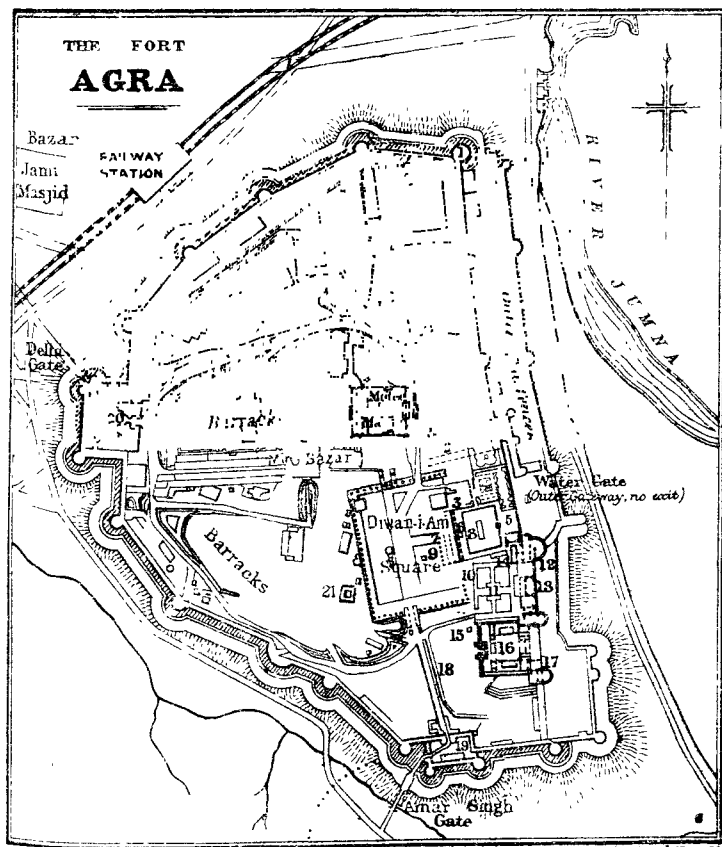 THE FORT
AGRA
Bazar
Jami
Masjid
RAILWAY
STATION
RIVER
JUMNA
Delhi
Gate
20
Barracks
Bazar
Water Gate
(Outer Gateway, no exit)
3
Diwan-i-Am
5
7
8
9
Square
Barracks
10
12
13
21
15
16
17
18
19
Amar Singh
Gate